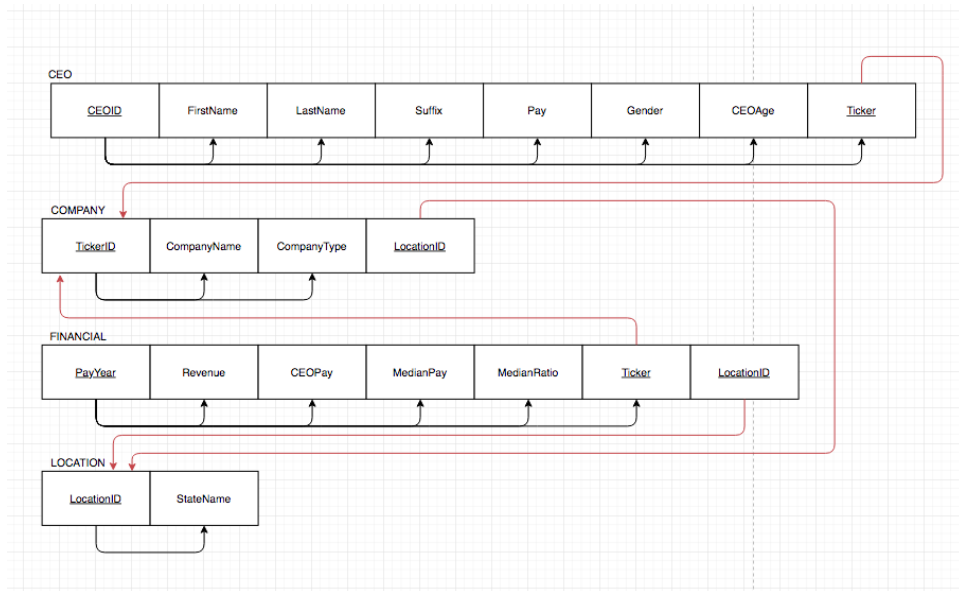 CEO
CEOID FirstName LastName Suffix Pay Gender CEOAge Ticker
COMPANY
TickerID CompanyName CompanyType LocationID
FINANCIAL
PayYear Revenue CEOPay MedianPay MedianRatio Ticker LocationID
LOCATION
LocationID StateName